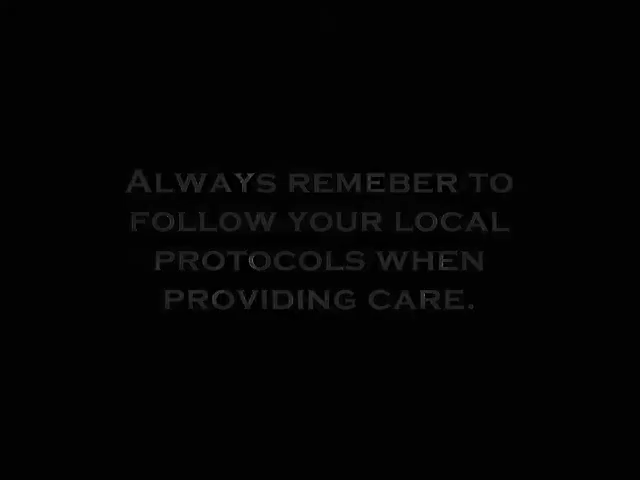 Always remeber to
follow your local
protocols when
providing care.